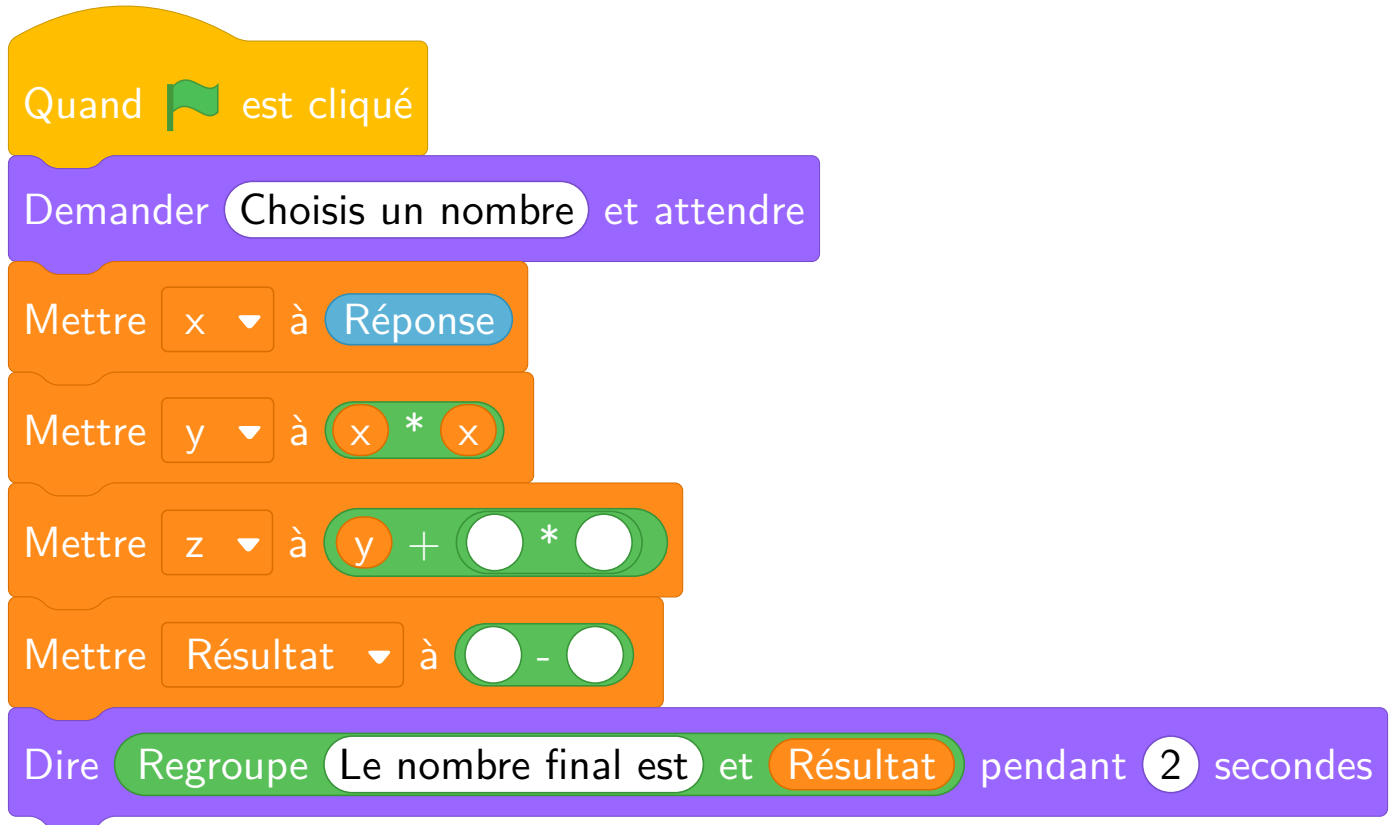 Quand est cliqué
Demander Choisis un nombre et attendre
Mettre x à Réponse
Mettre y à x * x
Mettre z à y + *
Mettre Résultat à -
Dire Regroupe Le nombre final est et Résultat pendant 2 secondes